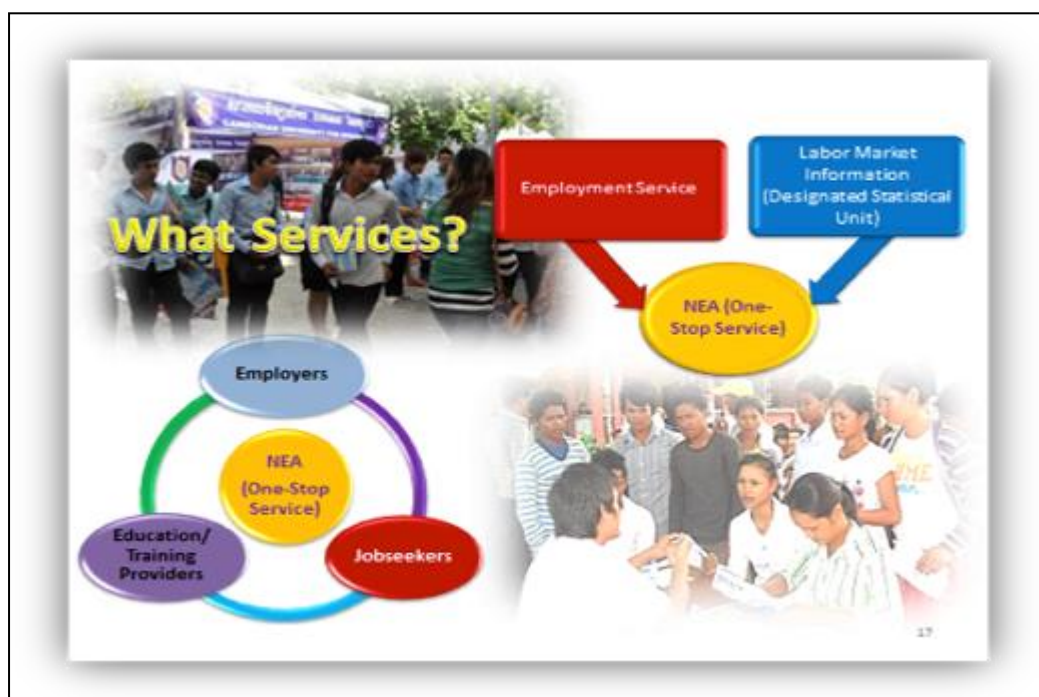 What Services?
Employment Service
Labor Market
Information
(Designated Statistical
Unit)
NEA (One-
Stop Service)
Employers
NEA
(One-Stop
Service)
Education/
Training
Providers
Jobseekers
17